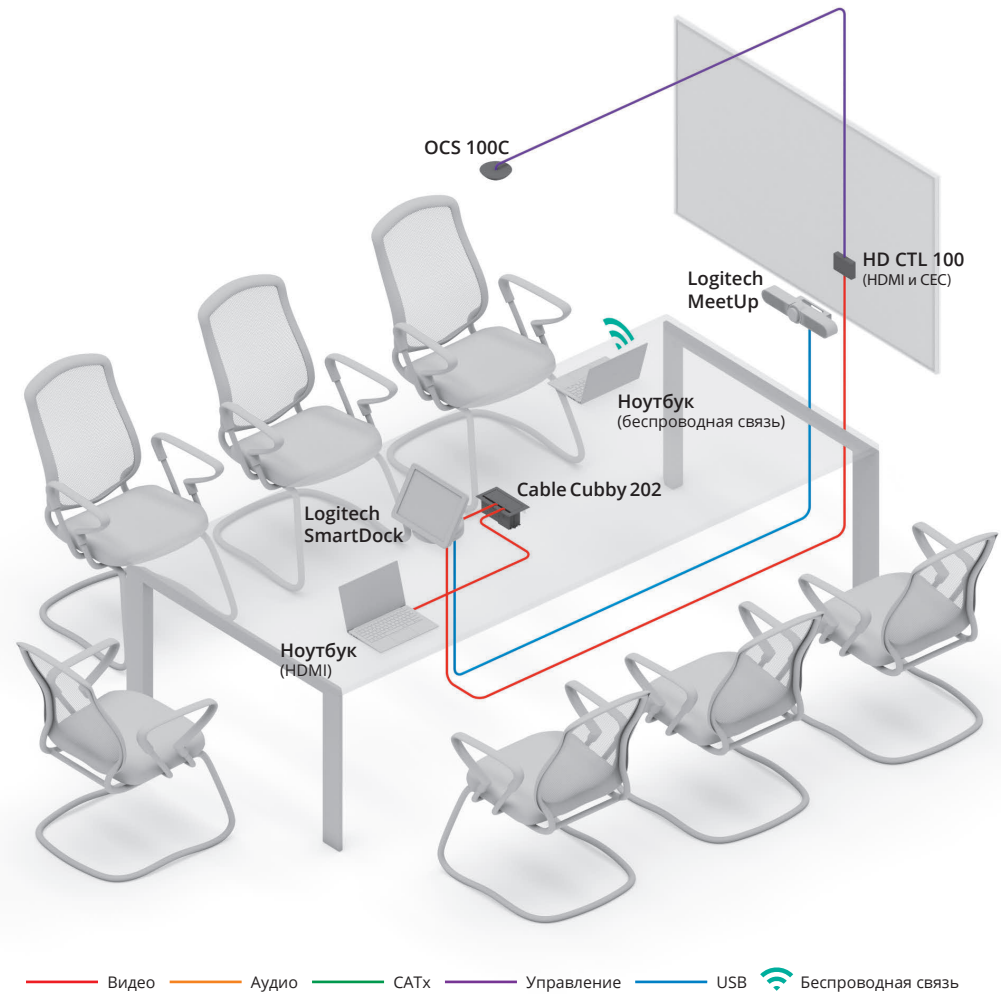 OCS 100C
HD CTL 100
(HDMI и CEC)
Logitech
MeetUp
Ноутбук
(беспроводная связь)
Cable Cubby 202
Logitech
SmartDock
Ноутбук
(HDMI)
Видео
Аудио
CATx
Управление
USB
Беспроводная связь